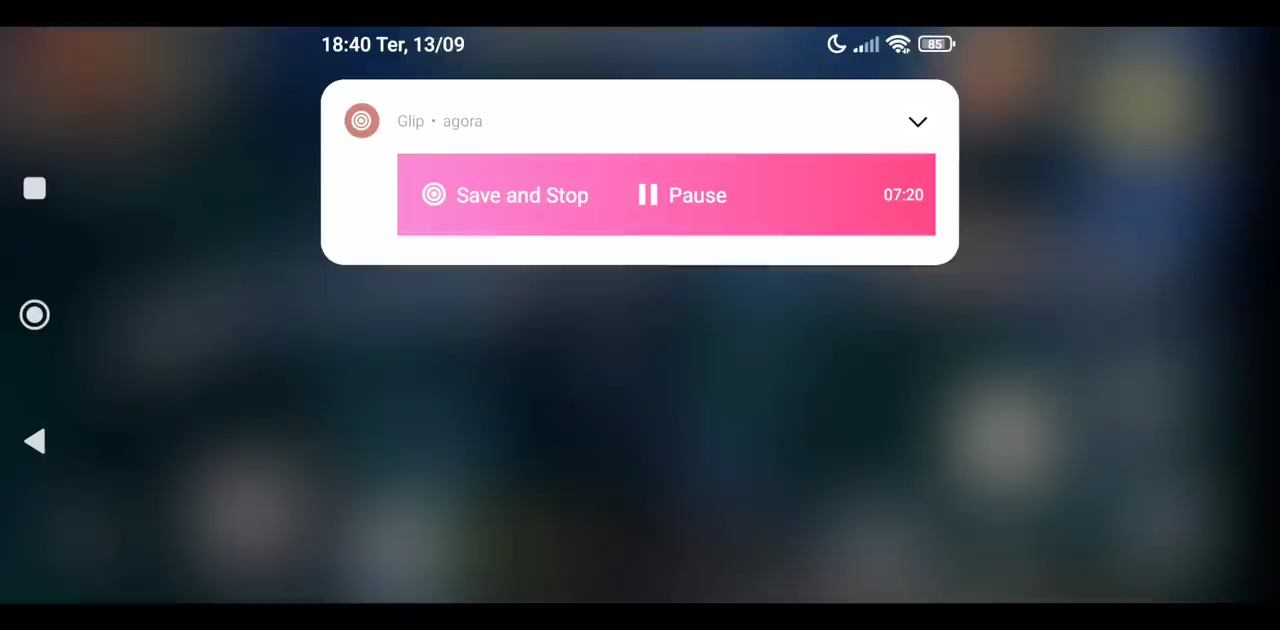 18:40 Ter, 13/09
85
Glip • agora
Save and Stop
Pause
07:20